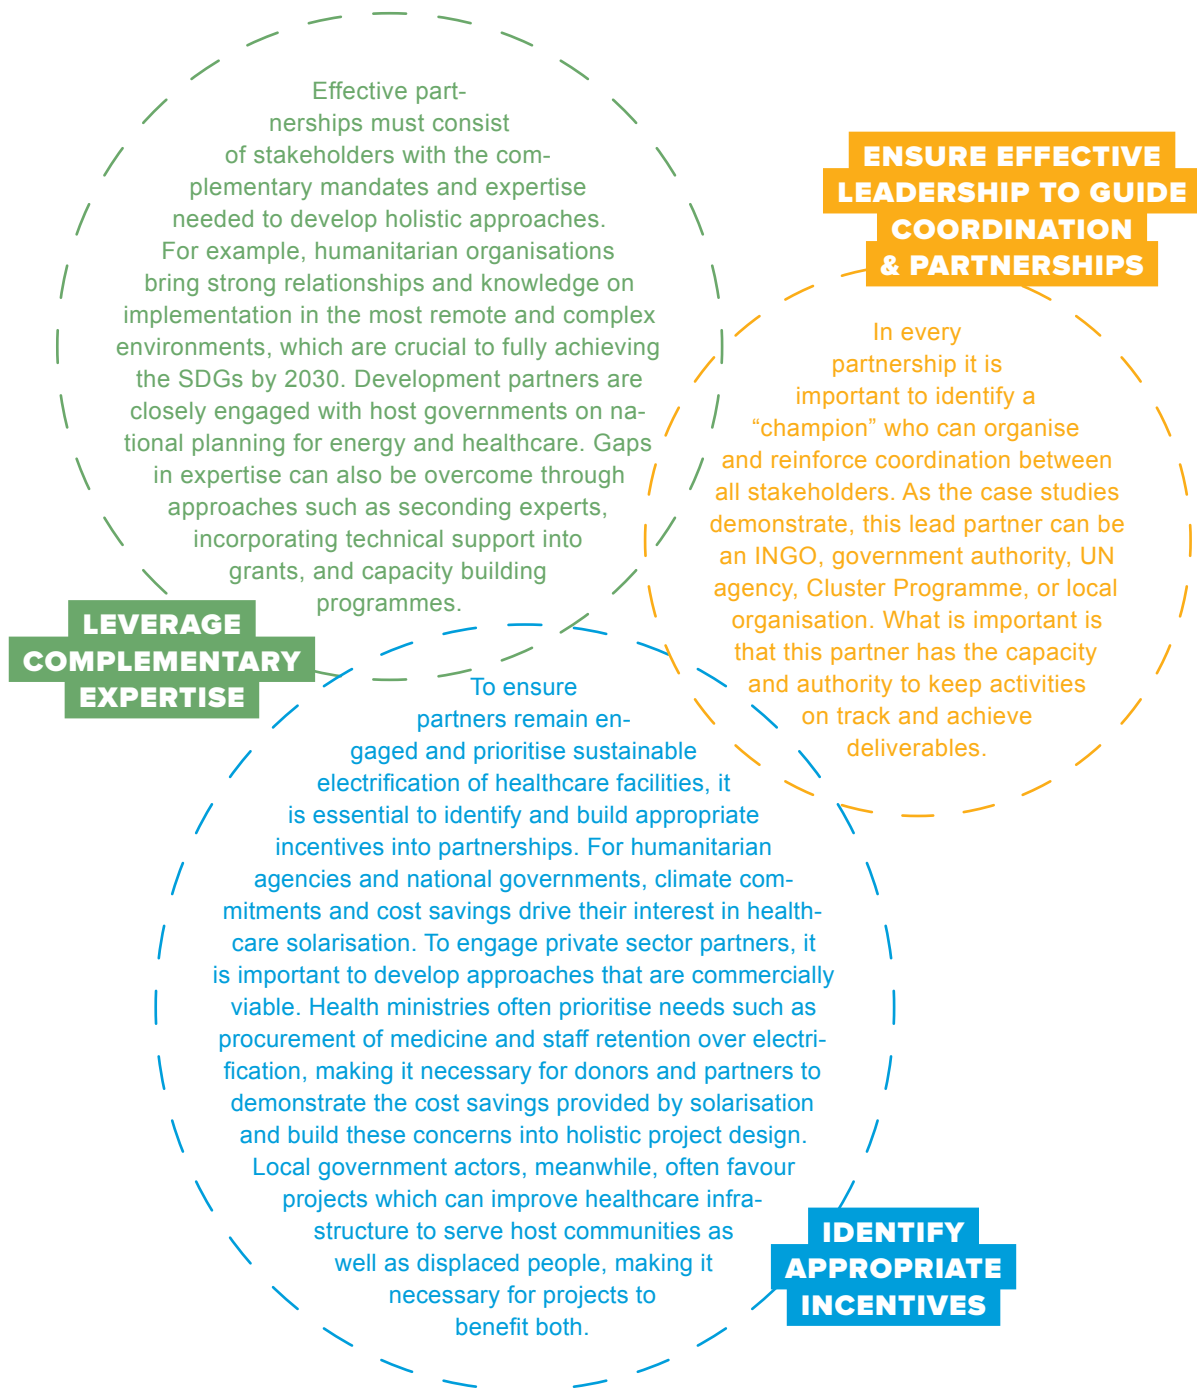 Effective part-
nerships must consist
of stakeholders with the com-
plementary mandates and expertise
needed to develop holistic approaches.
For example, humanitarian organisations
bring strong relationships and knowledge on
implementation in the most remote and complex
environments, which are crucial to fully achieving
the SDGs by 2030. Development partners are
closely engaged with host governments on na-
tional planning for energy and healthcare. Gaps
in expertise can also be overcome through
approaches such as seconding experts,
incorporating technical support into
grants, and capacity building
programmes.
LEVERAGE
COMPLEMENTARY
EXPERTISE
ENSURE EFFECTIVE
LEADERSHIP TO GUIDE
COORDINATION
& PARTNERSHIPS
In every
partnership it is
important to identify a
“champion” who can organise
and reinforce coordination between
all stakeholders. As the case studies
demonstrate, this lead partner can be
an INGO, government authority, UN
agency, Cluster Programme, or local
organisation. What is important is
that this partner has the capacity
and authority to keep activities
on track and achieve
deliverables.
To ensure
partners remain en-
gaged and prioritise sustainable
electrification of healthcare facilities, it
is essential to identify and build appropriate
incentives into partnerships. For humanitarian
agencies and national governments, climate com-
mitments and cost savings drive their interest in health-
care solarisation. To engage private sector partners, it
is important to develop approaches that are commercially
viable. Health ministries often prioritise needs such as
procurement of medicine and staff retention over electri-
fication, making it necessary for donors and partners to
demonstrate the cost savings provided by solarisation
and build these concerns into holistic project design.
Local government actors, meanwhile, often favour
projects which can improve healthcare infra-
structure to serve host communities as
well as displaced people, making it
necessary for projects to
benefit both.
IDENTIFY
APPROPRIATE
INCENTIVES